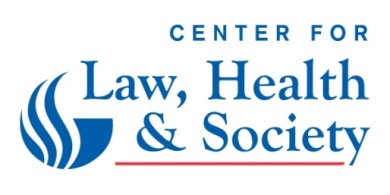 CENTER FOR
Law, Health
& Society